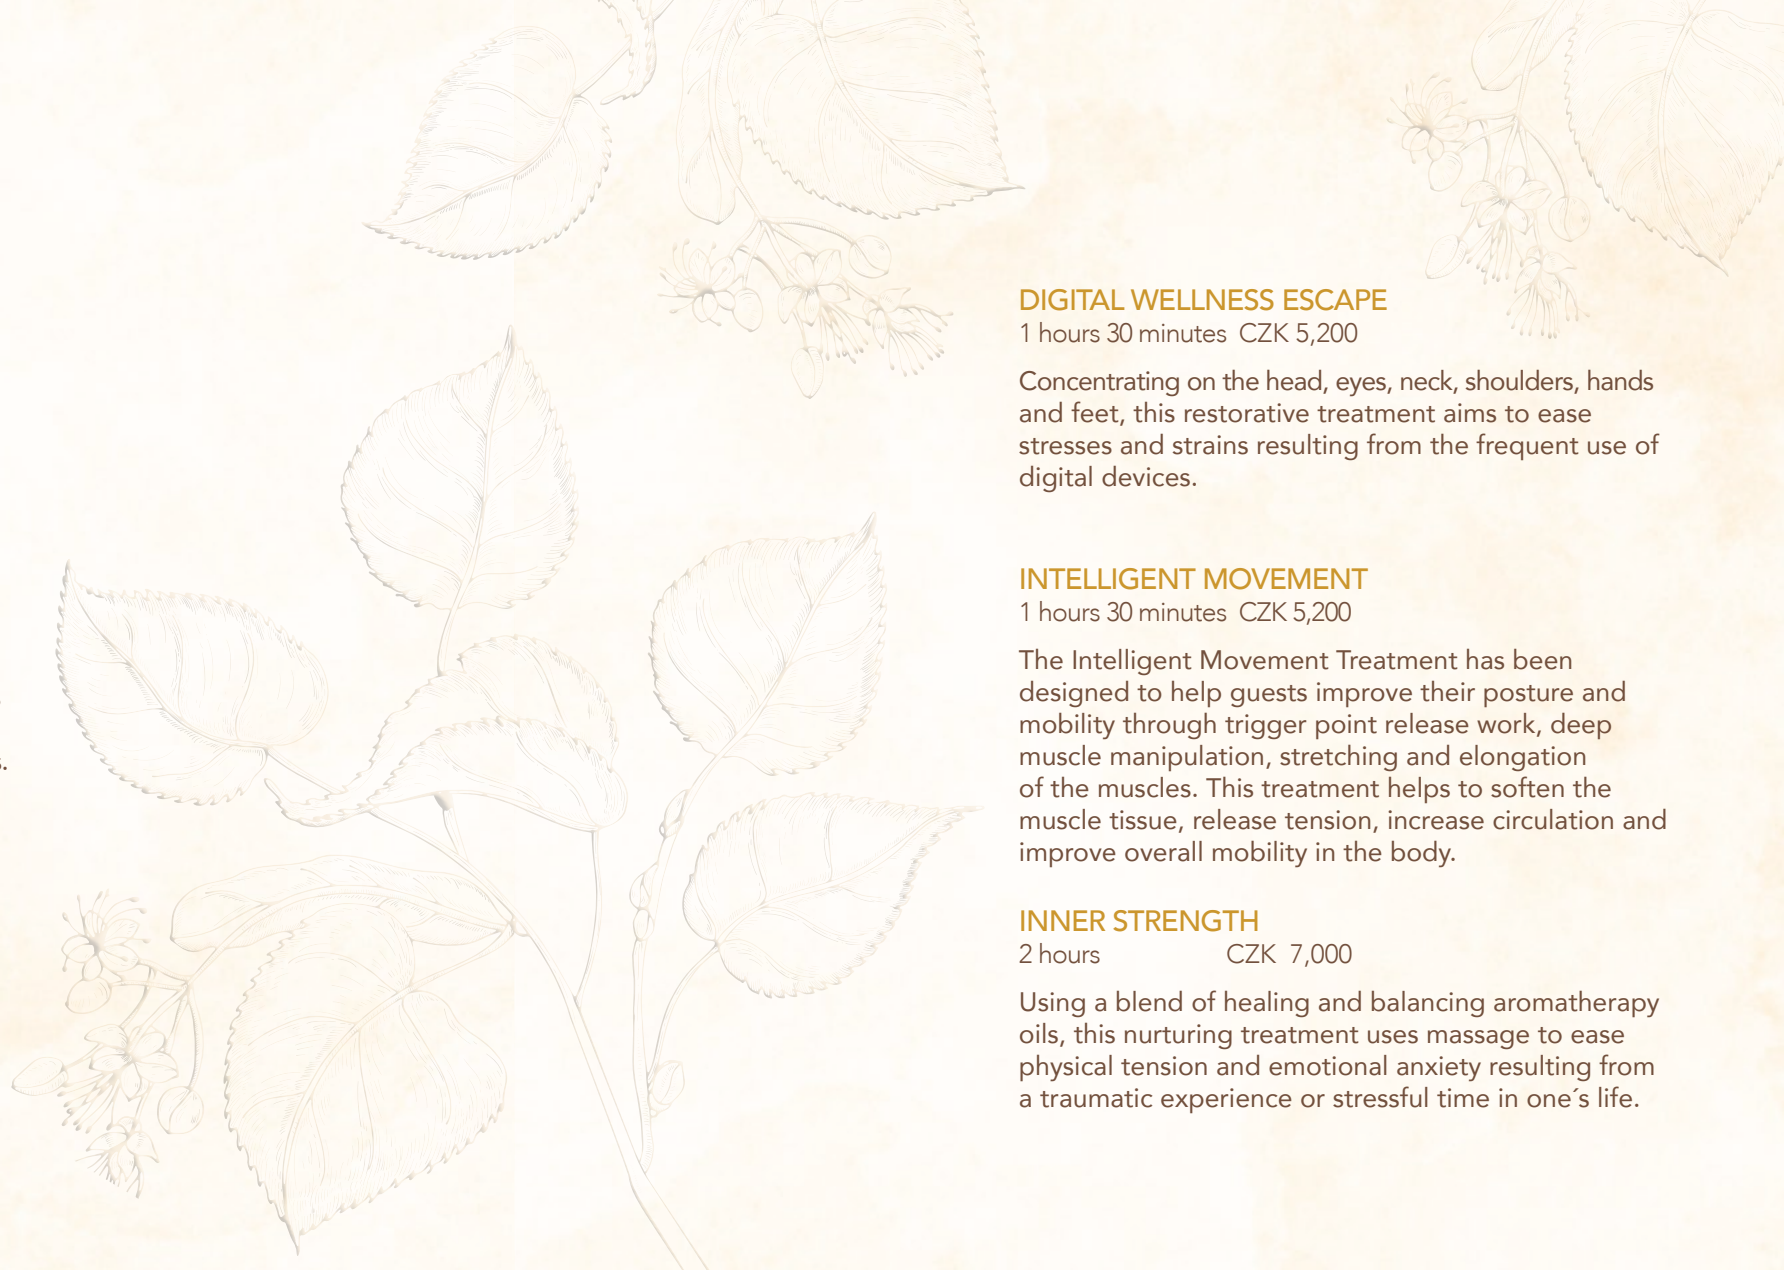 DIGITAL WELLNESS ESCAPE
1 hours 30 minutes  CZK 5,200
Concentrating on the head, eyes, neck, shoulders, hands
and feet, this restorative treatment aims to ease
stresses and strains resulting from the frequent use of
digital devices.
INTELLIGENT MOVEMENT
1 hours 30 minutes  CZK 5,200
The Intelligent Movement Treatment has been
designed to help guests improve their posture and
mobility through trigger point release work, deep
muscle manipulation, stretching and elongation
of the muscles. This treatment helps to soften the
muscle tissue, release tension, increase circulation and
improve overall mobility in the body.
INNER STRENGTH
2 hours  CZK  7,000
Using a blend of healing and balancing aromatherapy
oils, this nurturing treatment uses massage to ease
physical tension and emotional anxiety resulting from
a traumatic experience or stressful time in one´s life.